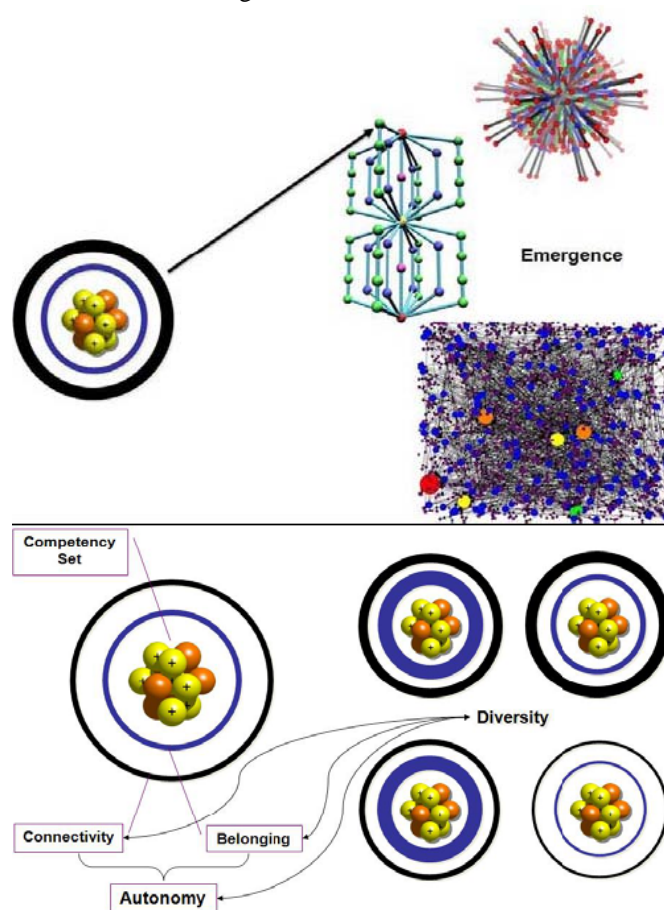 Emergence
Competency
Set
Diversity
Connectivity
Belonging
Autonomy